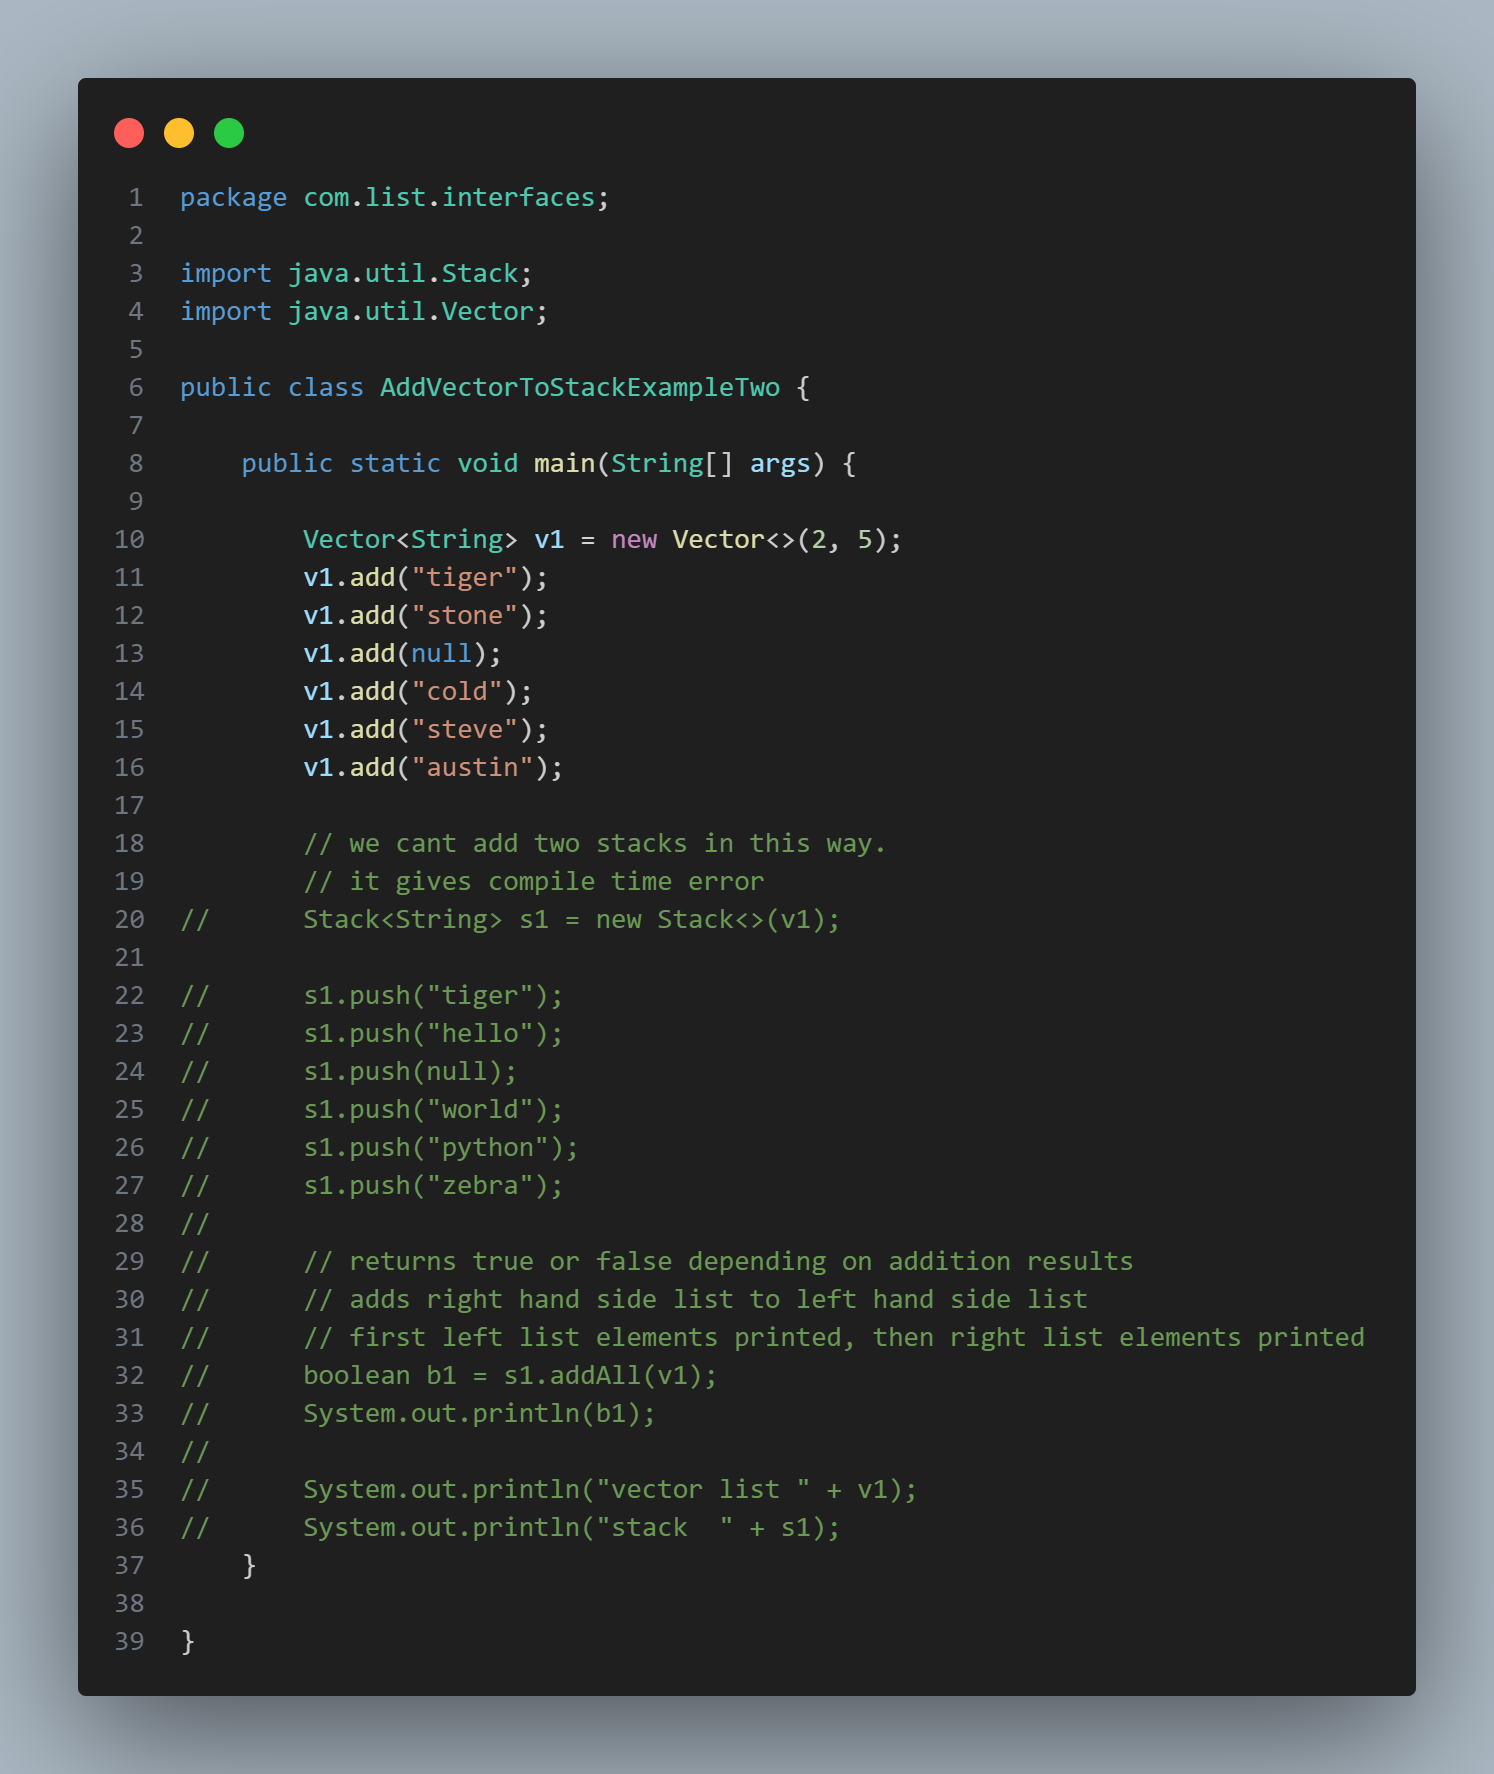 1 package com.list.interfaces;
2
3 import java.util.Stack;
4 import java.util.Vector;
5
6 public class AddVectorToStackExampleTwo {
7
8     public static void main(String[] args) {
9
10         Vector<String> v1 = new Vector<>(2, 5);
11         v1.add("tiger");
12         v1.add("stone");
13         v1.add(null);
14         v1.add("cold");
15         v1.add("steve");
16         v1.add("austin");
17
18         // we cant add two stacks in this way.
19         // it gives compile time error
20 //      Stack<String> s1 = new Stack<>(v1);
21
22 //      s1.push("tiger");
23 //      s1.push("hello");
24 //      s1.push(null);
25 //      s1.push("world");
26 //      s1.push("python");
27 //      s1.push("zebra");
28 //
29 //      // returns true or false depending on addition results
30 //      // adds right hand side list to left hand side list
31 //      // first left list elements printed, then right list elements printed
32 //      boolean b1 = s1.addAll(v1);
33 //      System.out.println(b1);
34 //
35 //      System.out.println("vector list " + v1);
36 //      System.out.println("stack  " + s1);
37     }
38
39 }